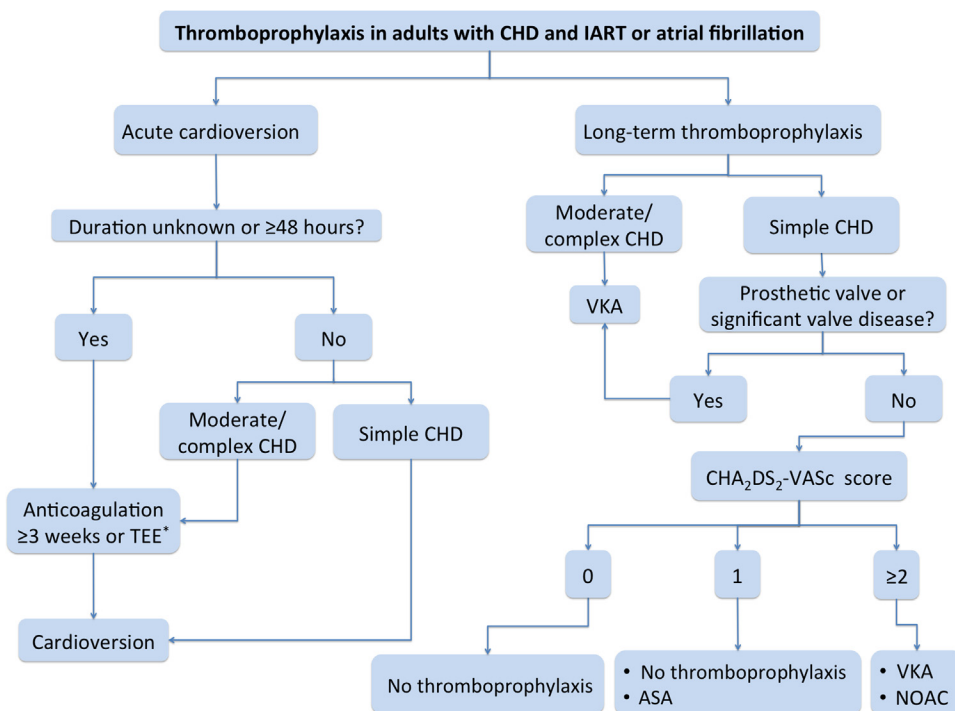 Thromboprophylaxis in adults with CHD and IART or atrial fibrillation
Acute cardioversion
Duration unknown or ≥48 hours?
Yes
No
Moderate/
complex CHD
Simple CHD
Anticoagulation
≥3 weeks or TEE*
Cardioversion
Long-term thromboprophylaxis
Moderate/
complex CHD
Simple CHD
VKA
Prosthetic valve or
significant valve disease?
Yes
No
CHA₂DS₂-VASc score
0
1
≥2
No thromboprophylaxis
• No thromboprophylaxis
• ASA
• VKA
• NOAC